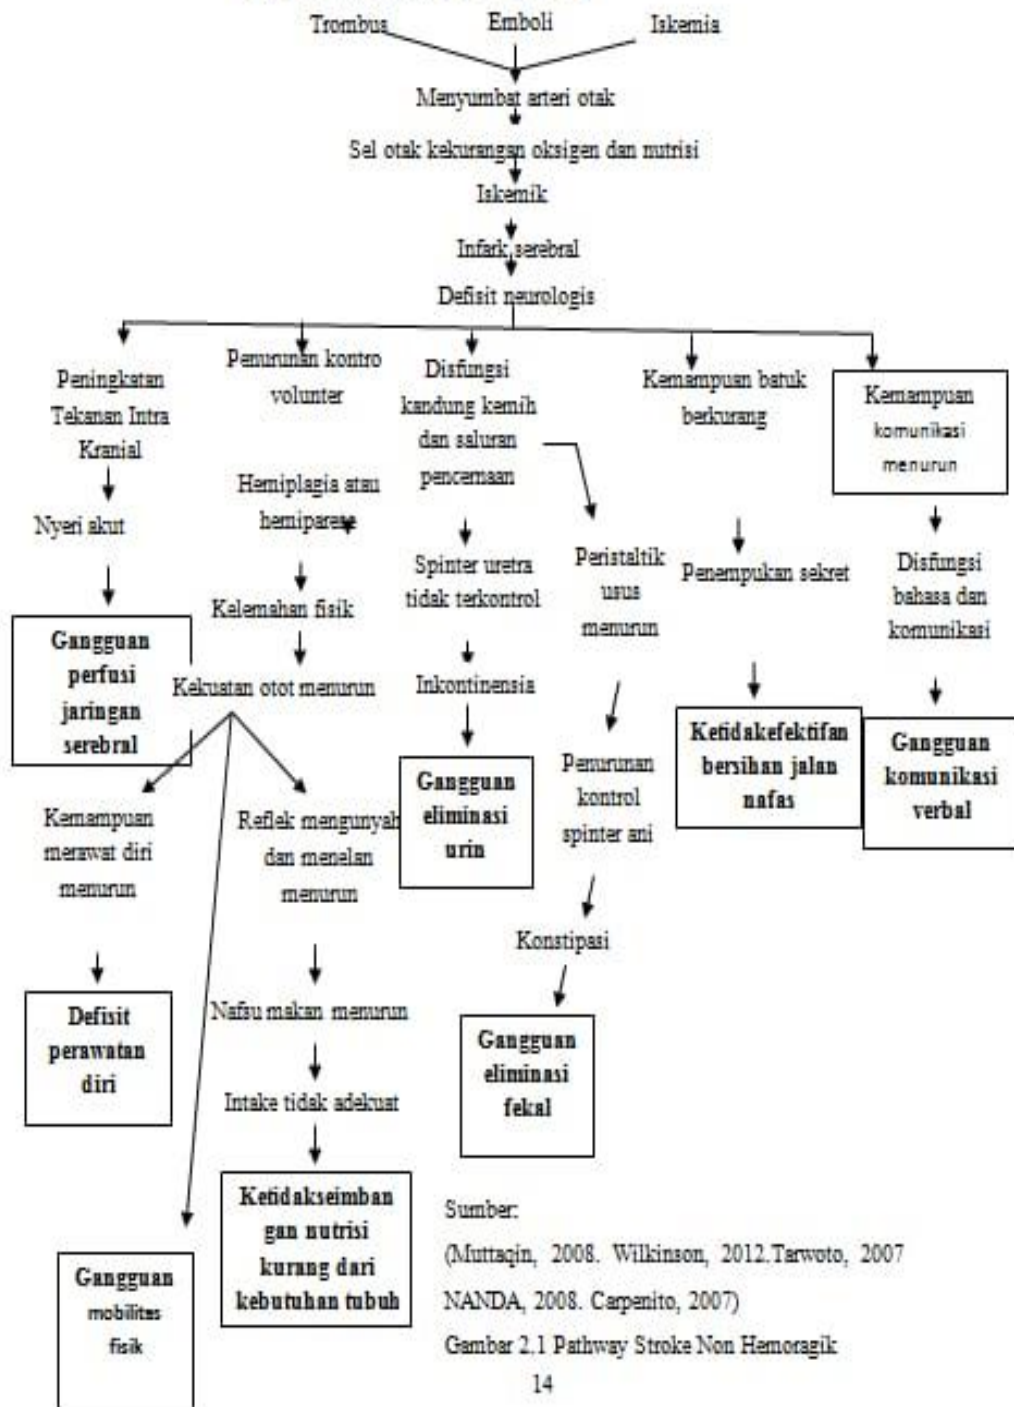 Trombus
Emboli
Iskemia
Menyumbat arteri otak
Sel otak kekurangan oksigen dan nutrisi
Iskemik
Infark serebral
Defisit neurologis
Peningkatan
Tekanan Intra
Kranial
Penurunan kontro
volunter
Disfungsi
kandung kemih
dan saluran
pencernaan
Kemampuan batuk
berkurang
Kemampuan
komunikasi
menurun
Nyeri akut
Hemiplagia atau
hemiparese
Spinter uretra
tidak terkontrol
Peristaltik
usus
menurun
Penempukan sekret
Disfungsi
bahasa dan
komunikasi
Gangguan
perfusi
jaringan
serebral
Kelemahan fisik
Kekuatan otot menurun
Inkontinensia
Gangguan
eliminasi
urin
Penurunan
kontrol
spinter ani
Ketidakefektifan
bersihan jalan
nafas
Gangguan
komunikasi
verbal
Kemampuan
merawat diri
menurun
Reflek mengunyah
dan menelan
menurun
Konstipasi
Defisit
perawatan
diri
Nafsu makan menurun
Gangguan
eliminasi
fekal
Intake tidak adekuat
Ketidakseimban
gan nutrisi
kurang dari
kebutuhan tubuh
Gangguan
mobilitas
fisik
Sumber:
(Muttaqin, 2008. Wilkinson, 2012.Tarwoto, 2007
NANDA, 2008. Carpenito, 2007)
Gambar 2.1 Pathway Stroke Non Hemoragik
14